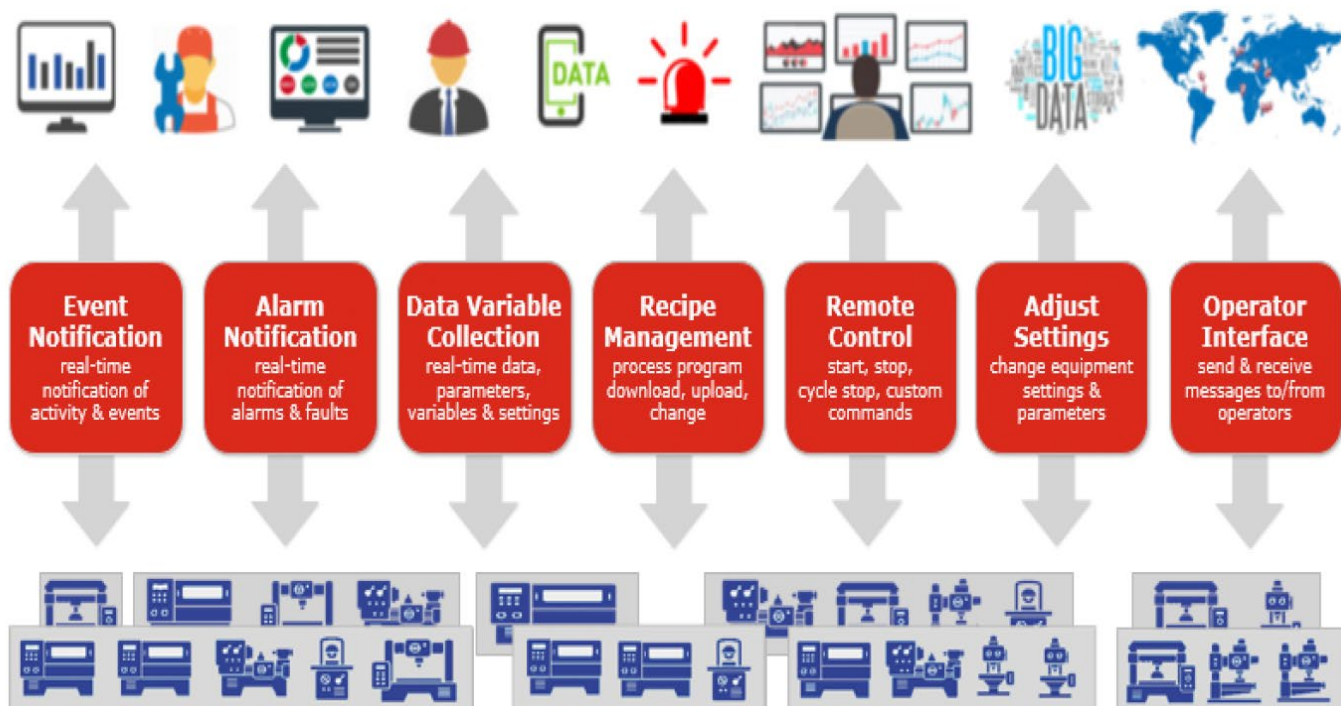 DATA
BIG
DATA
Event
Notification
real-time
notification of
activity & events
Alarm
Notification
real-time
notification of
alarms & faults
Data Variable
Collection
real-time data,
parameters,
variables & settings
Recipe
Management
process program
download, upload,
change
Remote
Control
start, stop,
cycle stop, custom
commands
Adjust
Settings
change equipment
settings &
parameters
Operator
Interface
send & receive
messages to/from
operators